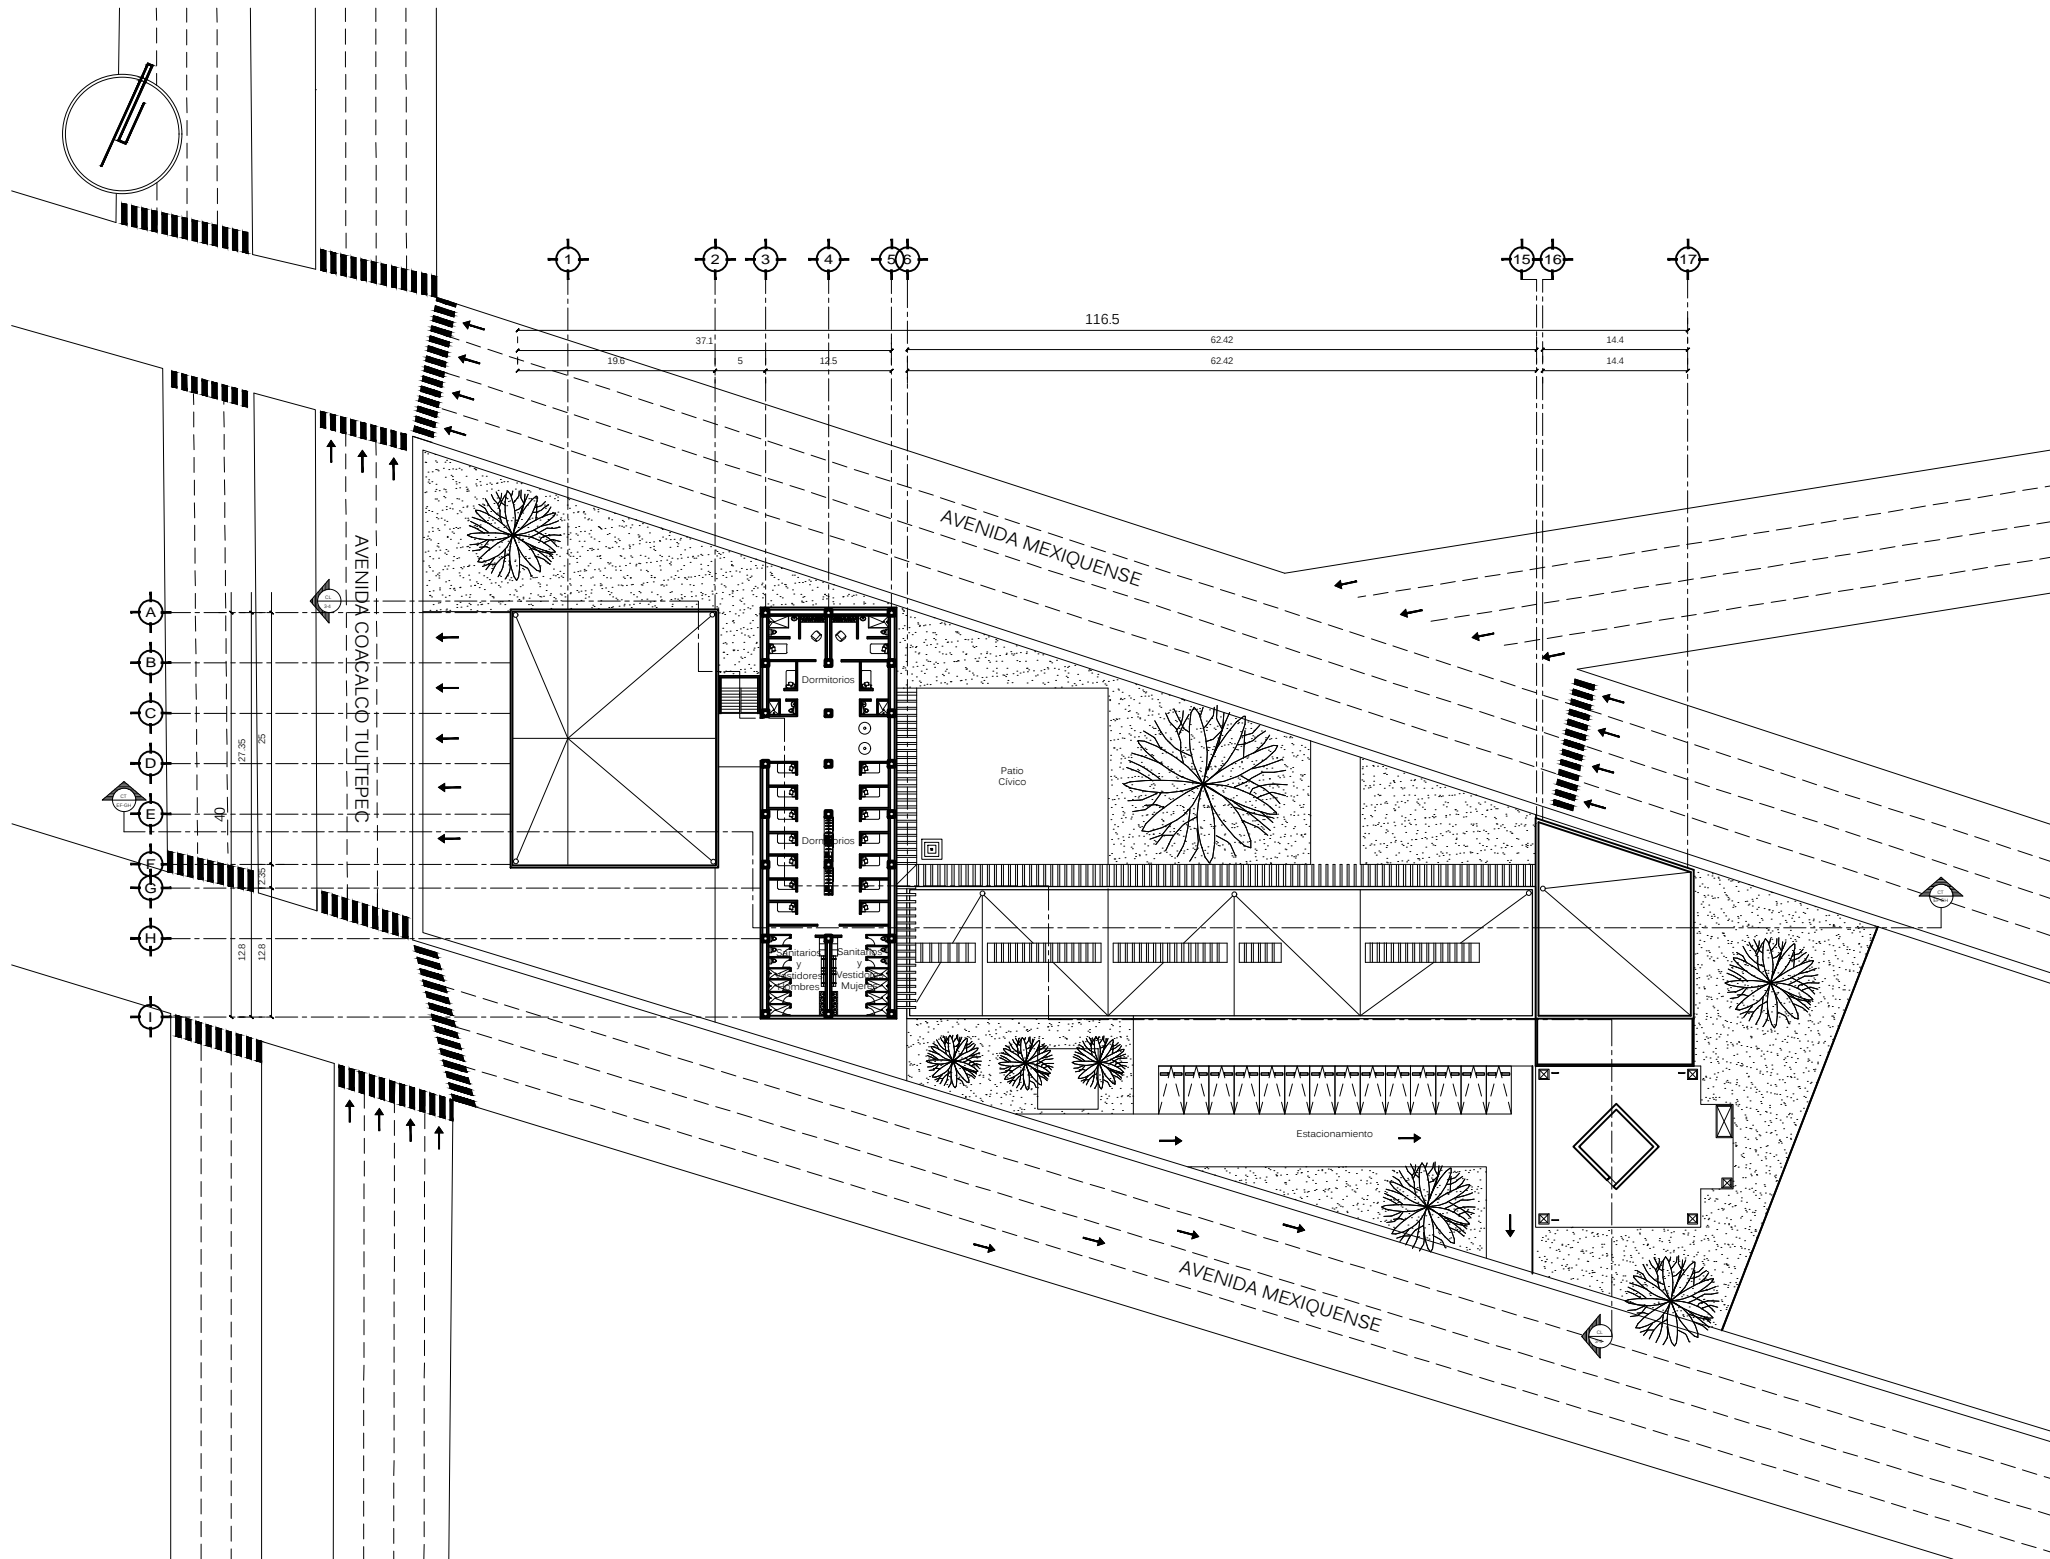 1
2
3
4
5
6
15
16
17
116.5
37.1
62.42
14.4
19.6
5
12.5
62.42
14.4
AVENIDA MEXIQUENSE
AVENIDA COACALCO TULTEPEC
A
B
C
D
E
F
G
H
I
27.35
25
40
2.35
12.8
12.8
Dormitorios
Dormitorios
Patio
Cívico
Sanitarios
y
Vestidores
Hombres
Sanitarios
y
Vestidores
Mujeres
Estacionamiento
AVENIDA MEXIQUENSE